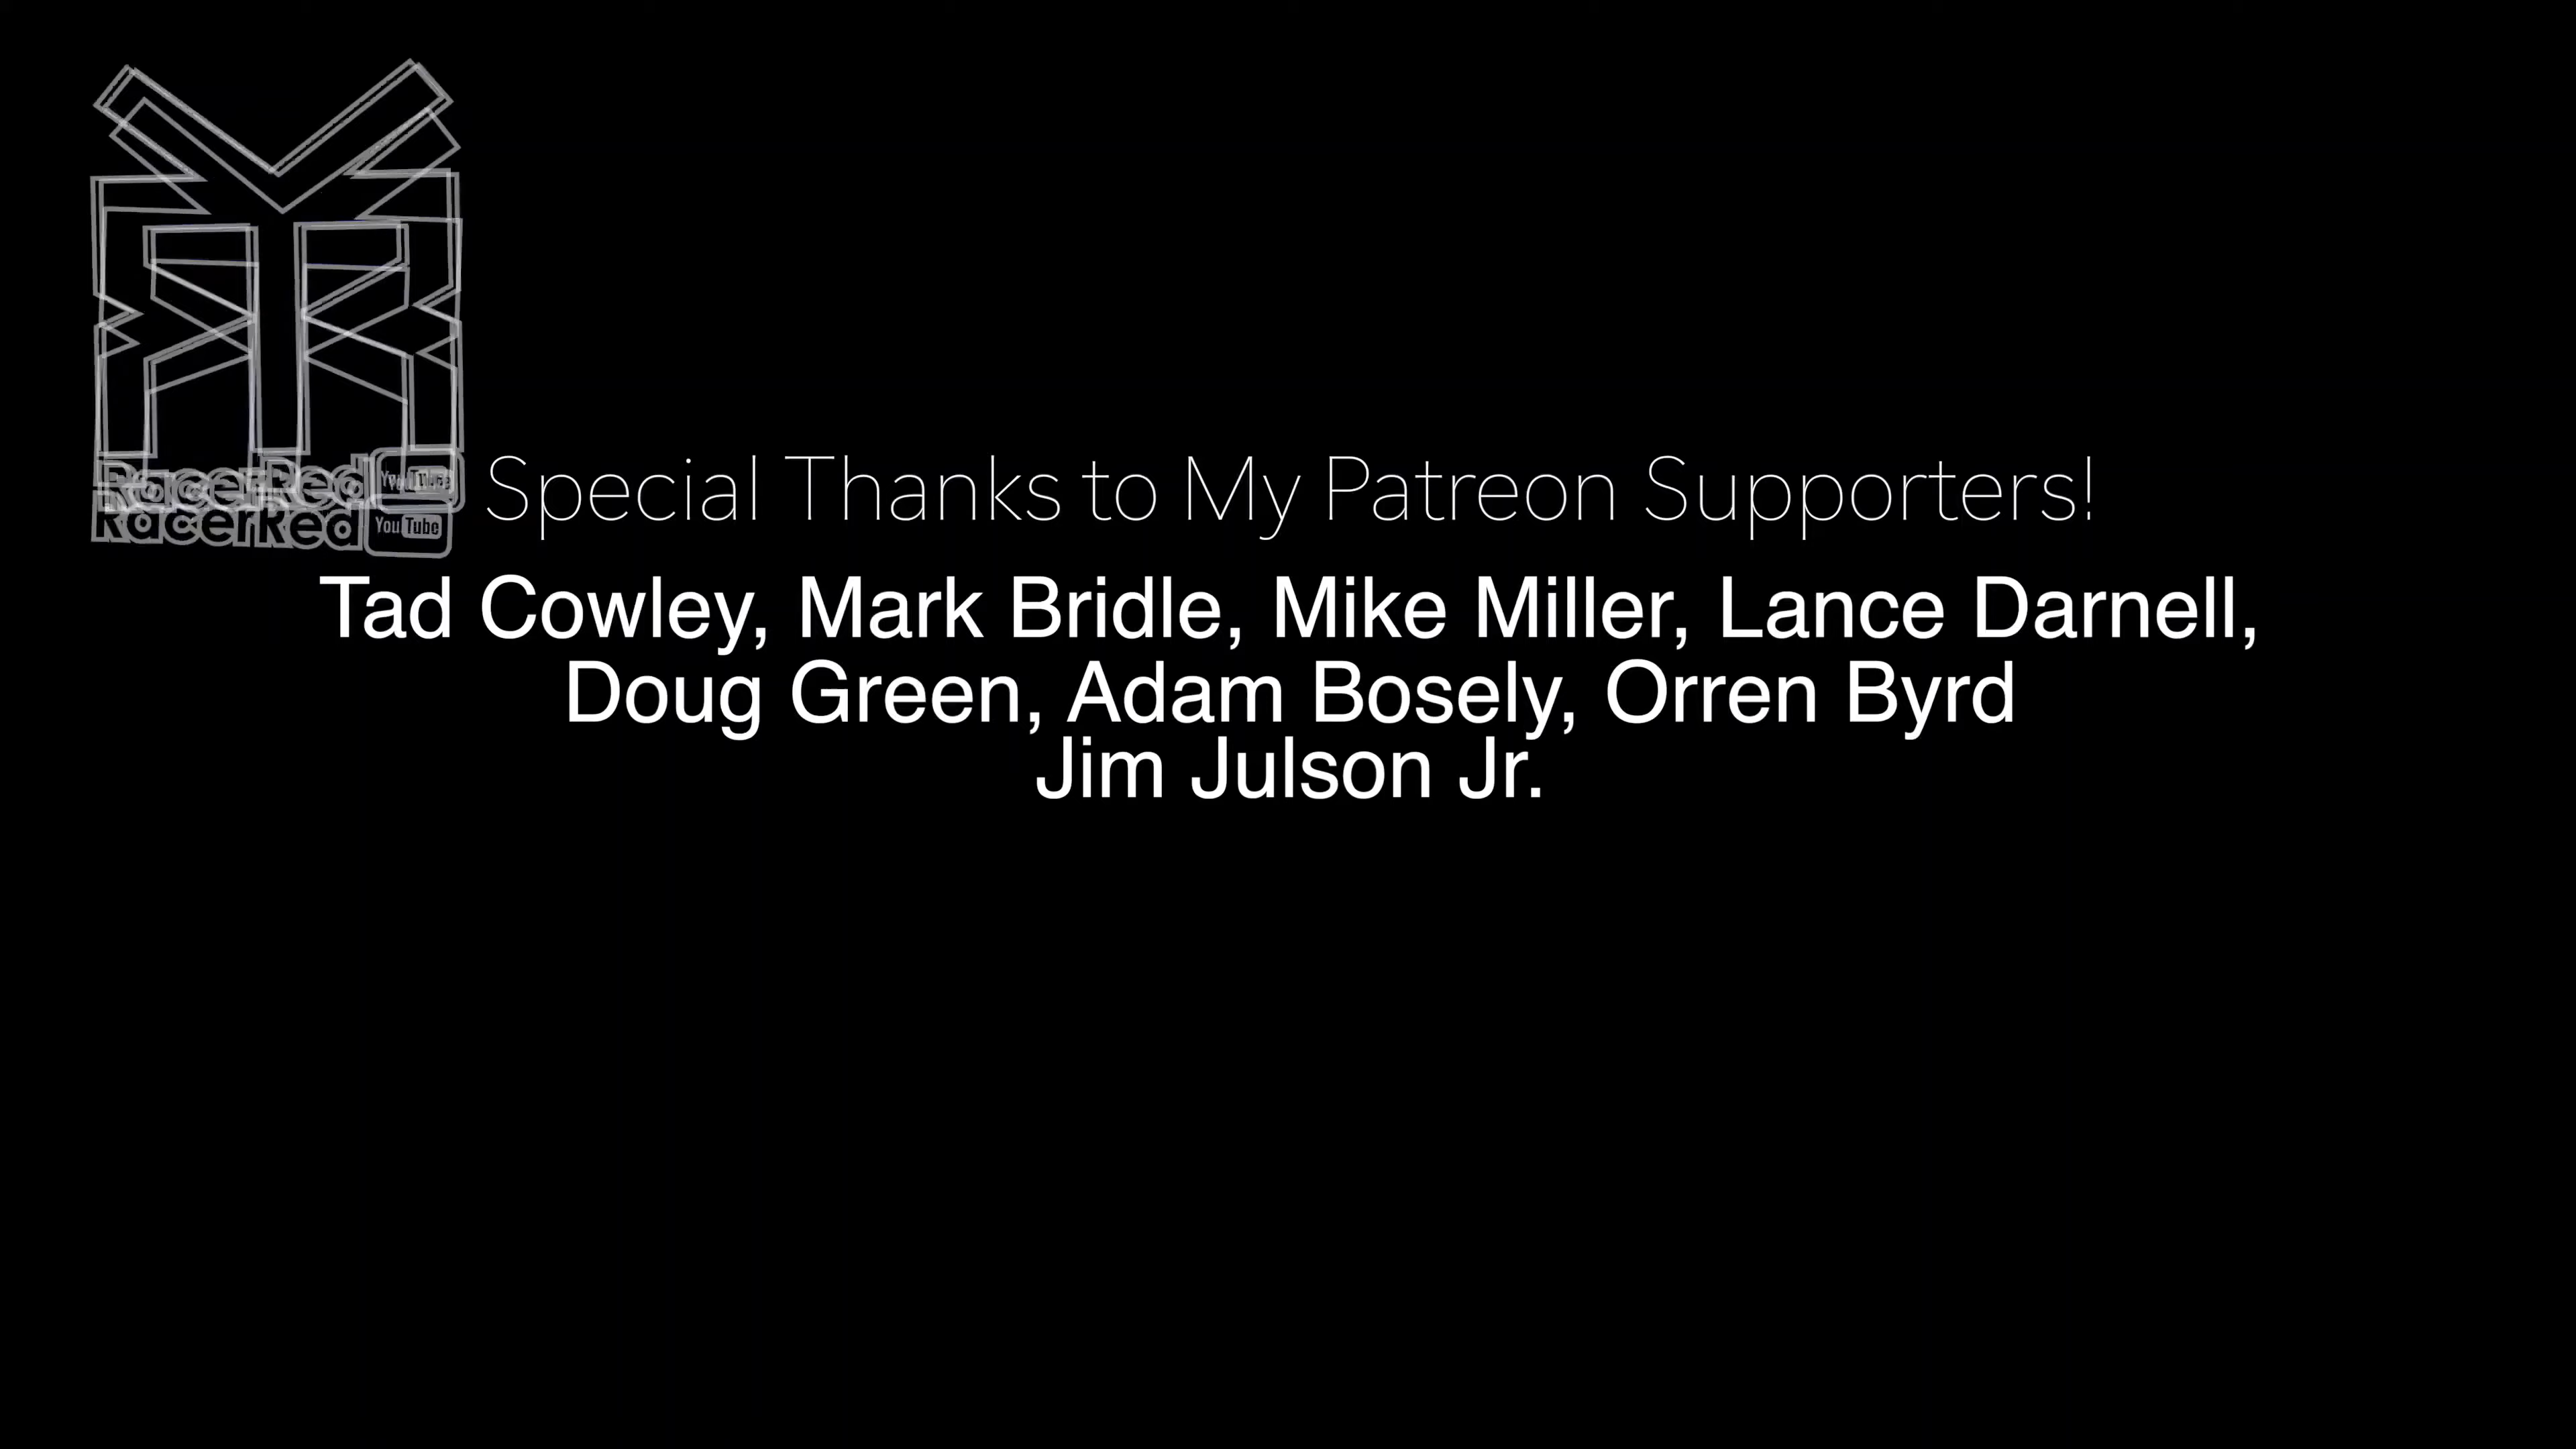 RacerRed YouTube
RacerRed YouTube
Special Thanks to My Patreon Supporters!
Tad Cowley, Mark Bridle, Mike Miller, Lance Darnell,
Doug Green, Adam Bosely, Orren Byrd
Jim Julson Jr.